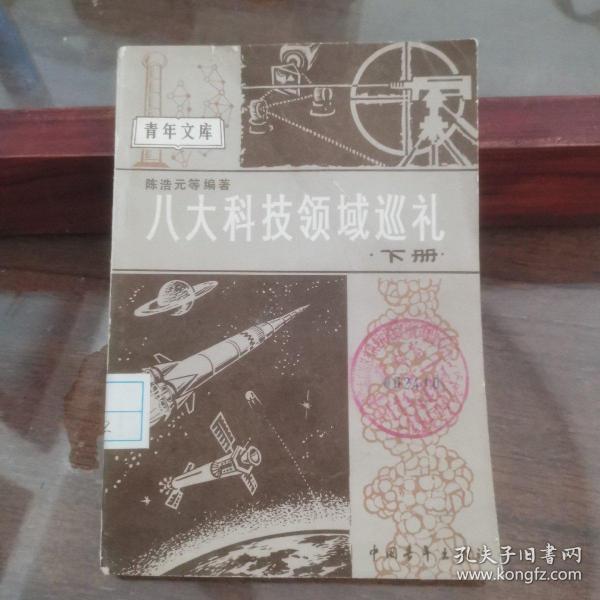 青年文库
陈浩元等编著
八大科技领域巡礼
·下册·
中国青年出
孔夫子旧书网
www.kongfz.com